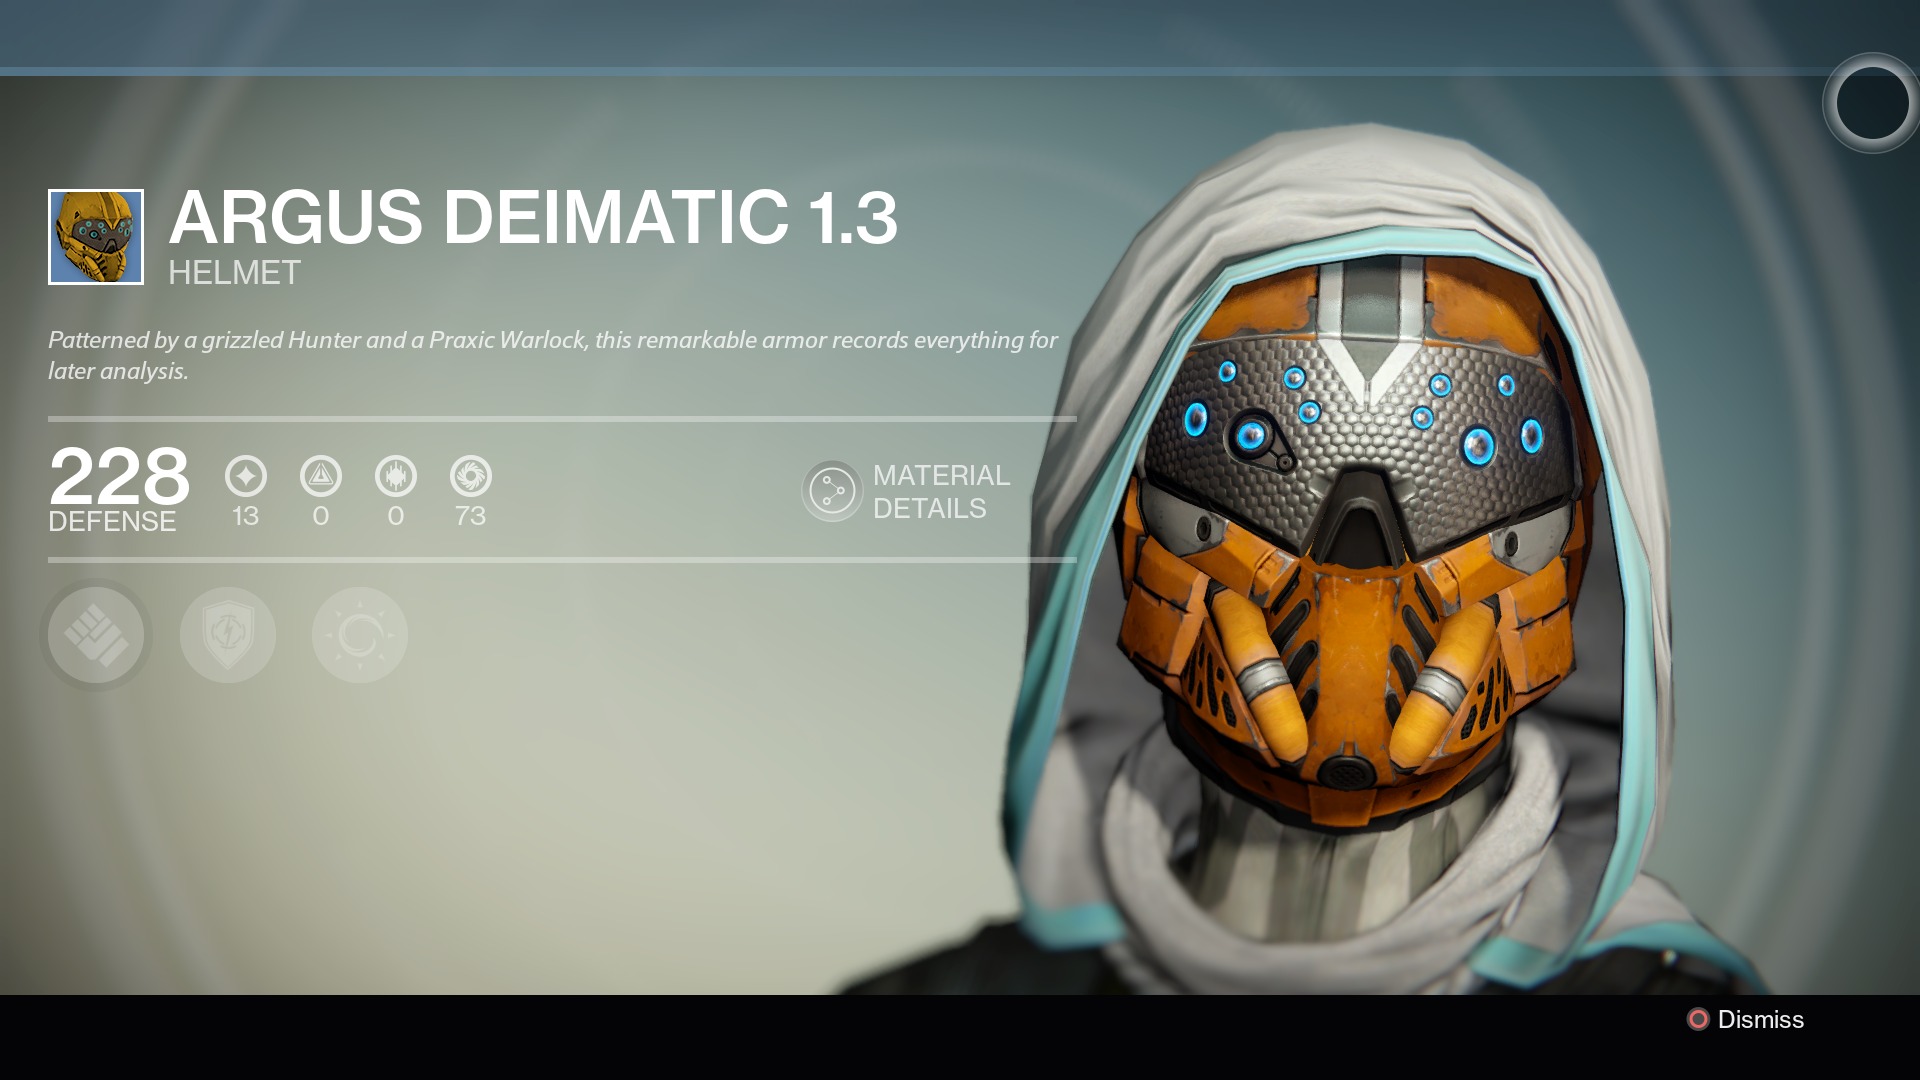 ARGUS DEIMATIC 1.3
HELMET
Patterned by a grizzled Hunter and a Praxic Warlock, this remarkable armor records everything for
later analysis.
228
DEFENSE
13
0
0
73
MATERIAL
DETAILS
Dismiss